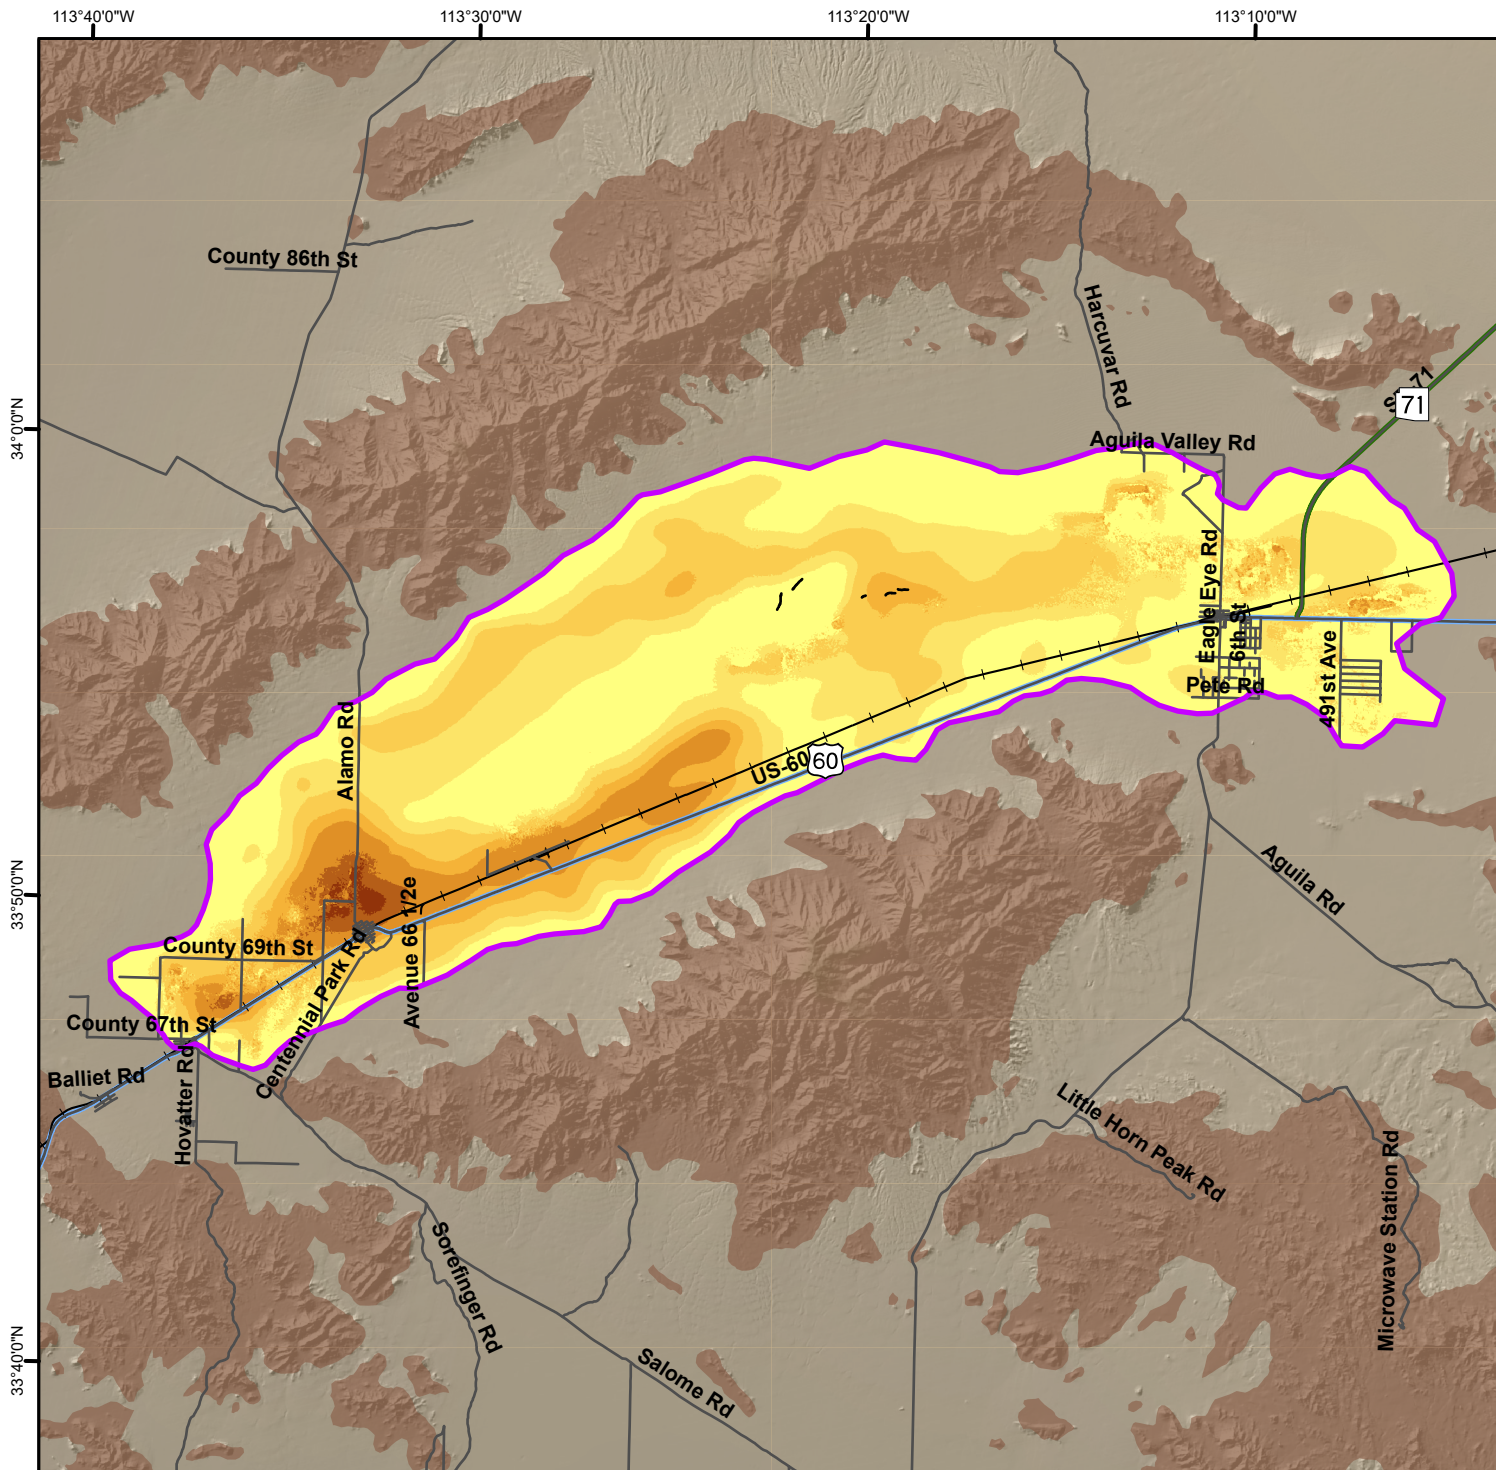 113°40'0"W
113°30'0"W
113°20'0"W
113°10'0"W
County 86th St
Harcuvar Rd
71
34°0'0"N
Aguila Valley Rd
Eagle Eye Rd
6th St
Pete Rd
491st Ave
Alamo Rd
US-60
60
Aguila Rd
33°50'0"N
Avenue 66 1/2e
County 69th St
Centennial Park Rd
County 67th St
Balliet Rd
Hovatter Rd
Little Horn Peak Rd
Microwave Station Rd
Sorefinger Rd
33°40'0"N
Salome Rd